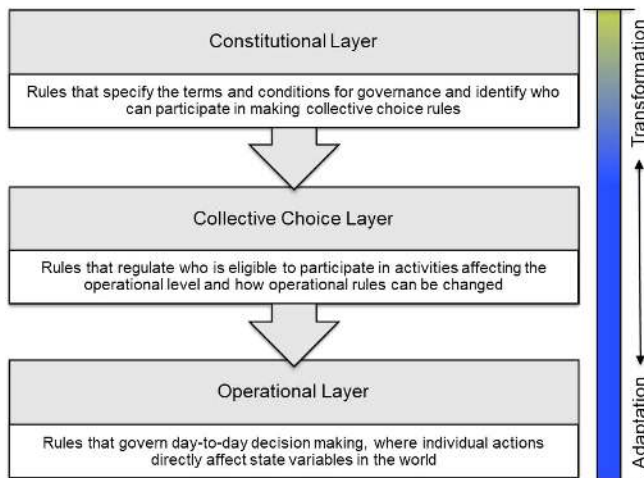 Constitutional Layer
Rules that specify the terms and conditions for governance and identify who
can participate in making collective choice rules
Collective Choice Layer
Rules that regulate who is eligible to participate in activities affecting the
operational level and how operational rules can be changed
Operational Layer
Rules that govern day-to-day decision making, where individual actions
directly affect state variables in the world
Transformation
Adaptation